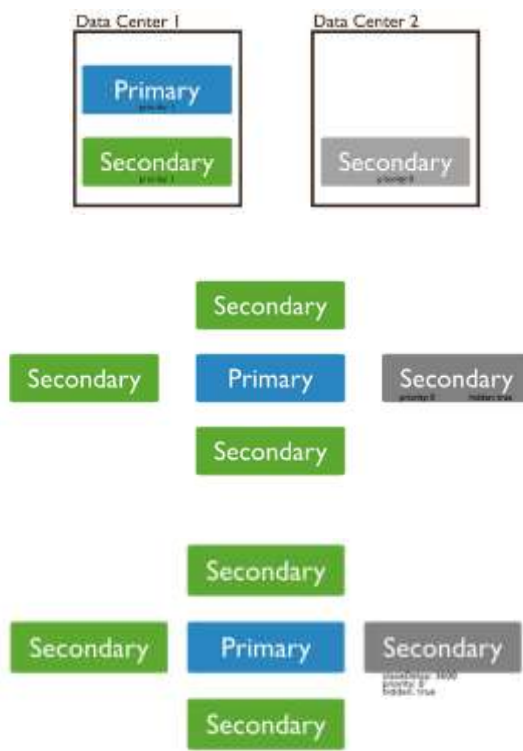 Data Center 1
Data Center 2
Primary
priority: 1
Secondary
priority: 1
Secondary
priority: 0
Secondary
Secondary
Primary
Secondary
priority: 0 hidden: true
Secondary
Secondary
Secondary
Primary
Secondary
slaveDelay: 3600
priority: 0
hidden: true
Secondary